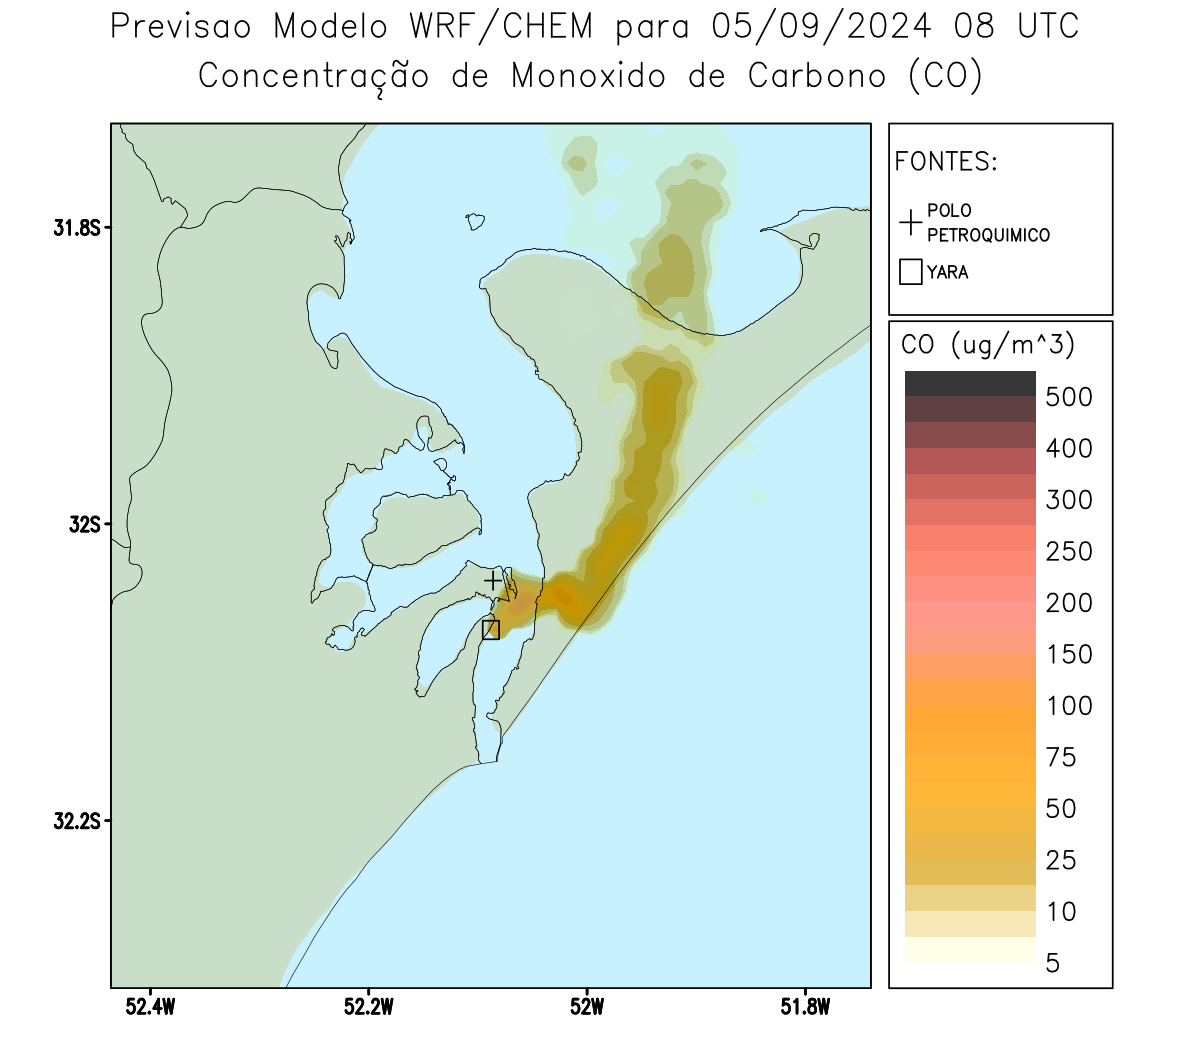 Previsao Modelo WRF/CHEM para 05/09/2024 08 UTC
Concentração de Monoxido de Carbono (CO)
FONTES:
POLO
PETROQUIMICO
YARA
CO (ug/m^3)
500
400
300
250
200
150
100
75
50
25
10
5
31.8S
32S
32.2S
52.4W
52.2W
52W
51.8W